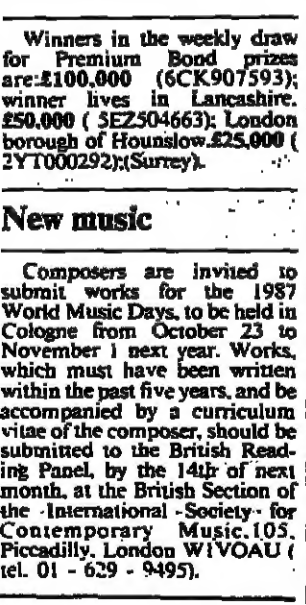 Winners in the weekly draw
for Premium Bond prizes
are:£100,000 (6CK907593);
winner lives in Lancashire.
£50,000 ( 5EZ504663); London
borough of Hounslow.£25,000 (
2YT000292);(Surrey).
New music
Composers are invited to
submit works for the 1987
World Music Days, to be held in
Cologne from October 23 to
November 1 next year. Works,
which must have been written
within the past five years, and be
accompanied by a curriculum
vitae of the composer, should be
submitted to the British Read-
ing Panel, by the 14th of next
month, at the British Section of
the International Society for
Contemporary Music.105,
Piccadilly, London W1VOAU (
tel. 01 - 629 - 9495).